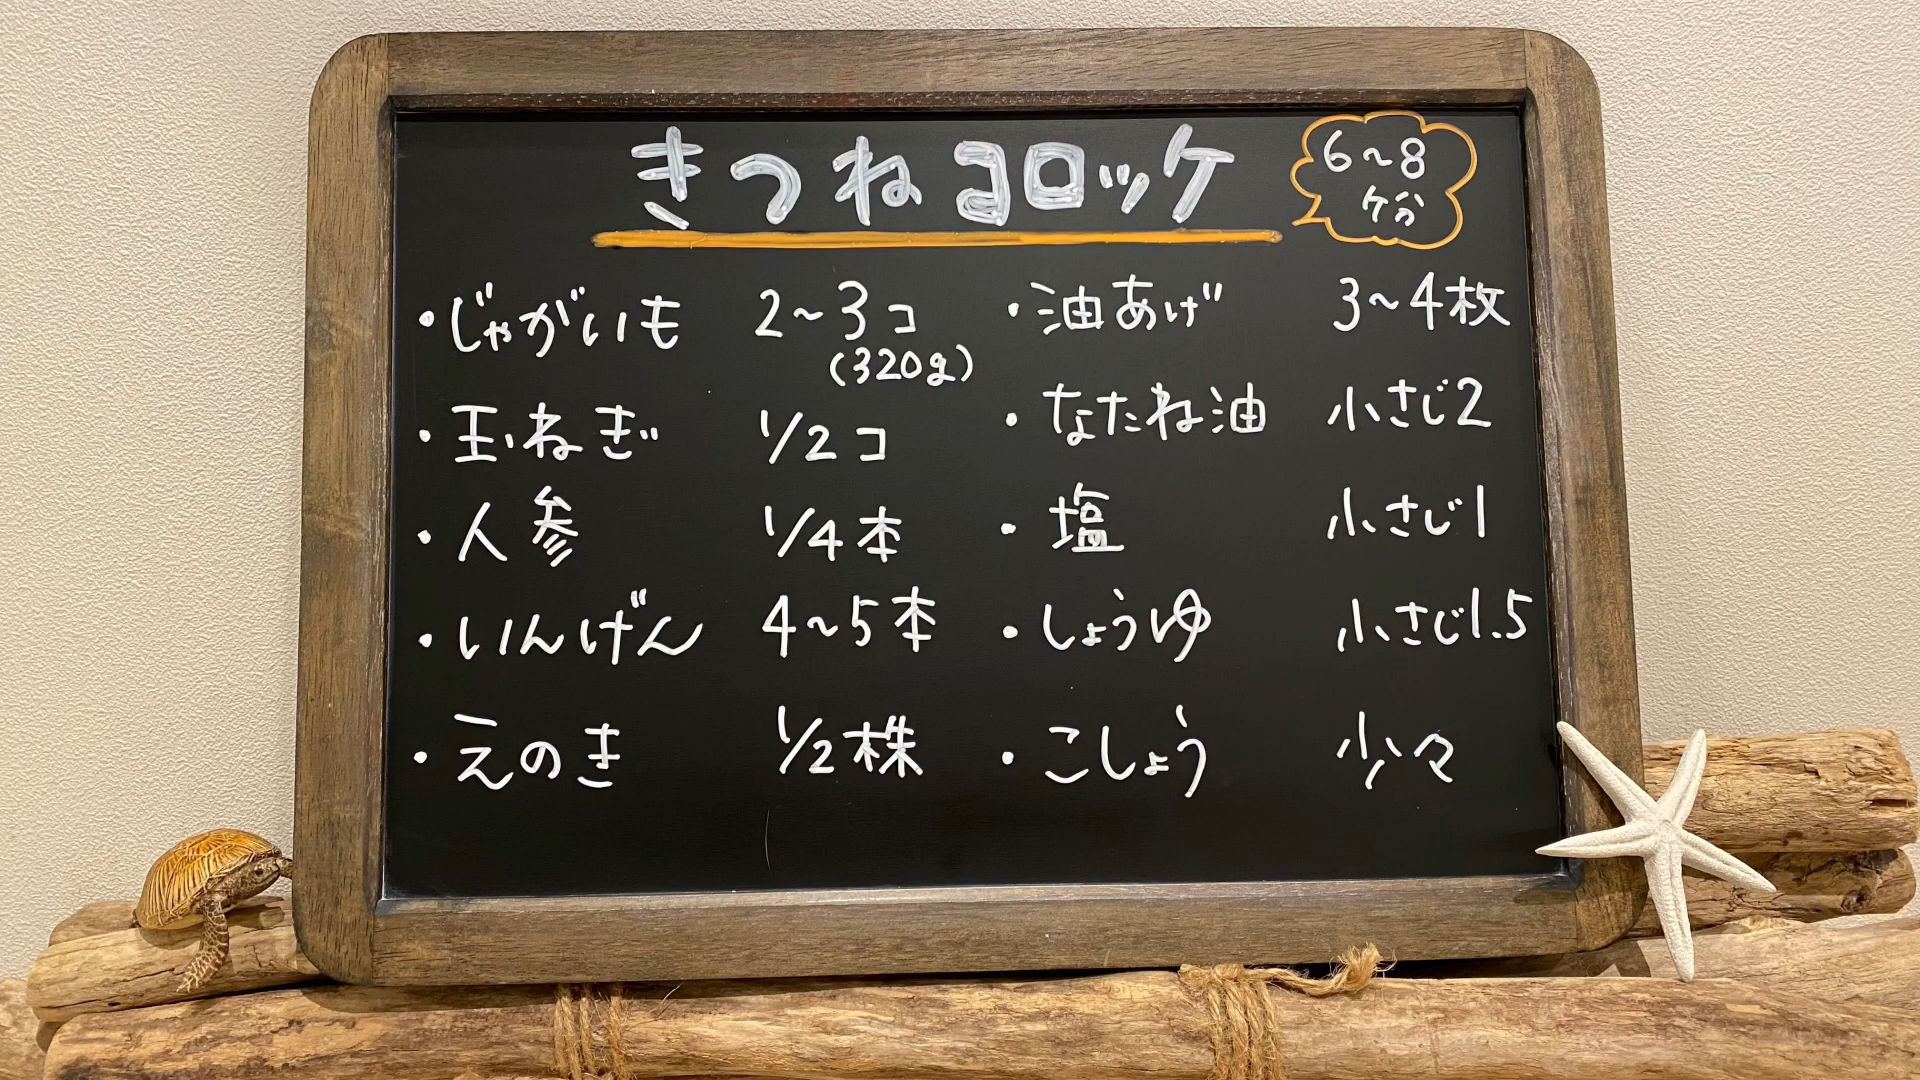 きつねコロッケ
6～8
ケ分
・じゃがいも 2～3コ
(320g)
・玉ねぎ 1/2コ
・人参 1/4本
・いんげん 4～5本
・えのき 1/2株
・油あげ 3～4枚
・なたね油 小さじ2
・塩 小さじ1
・しょうゆ 小さじ1.5
・こしょう 少々